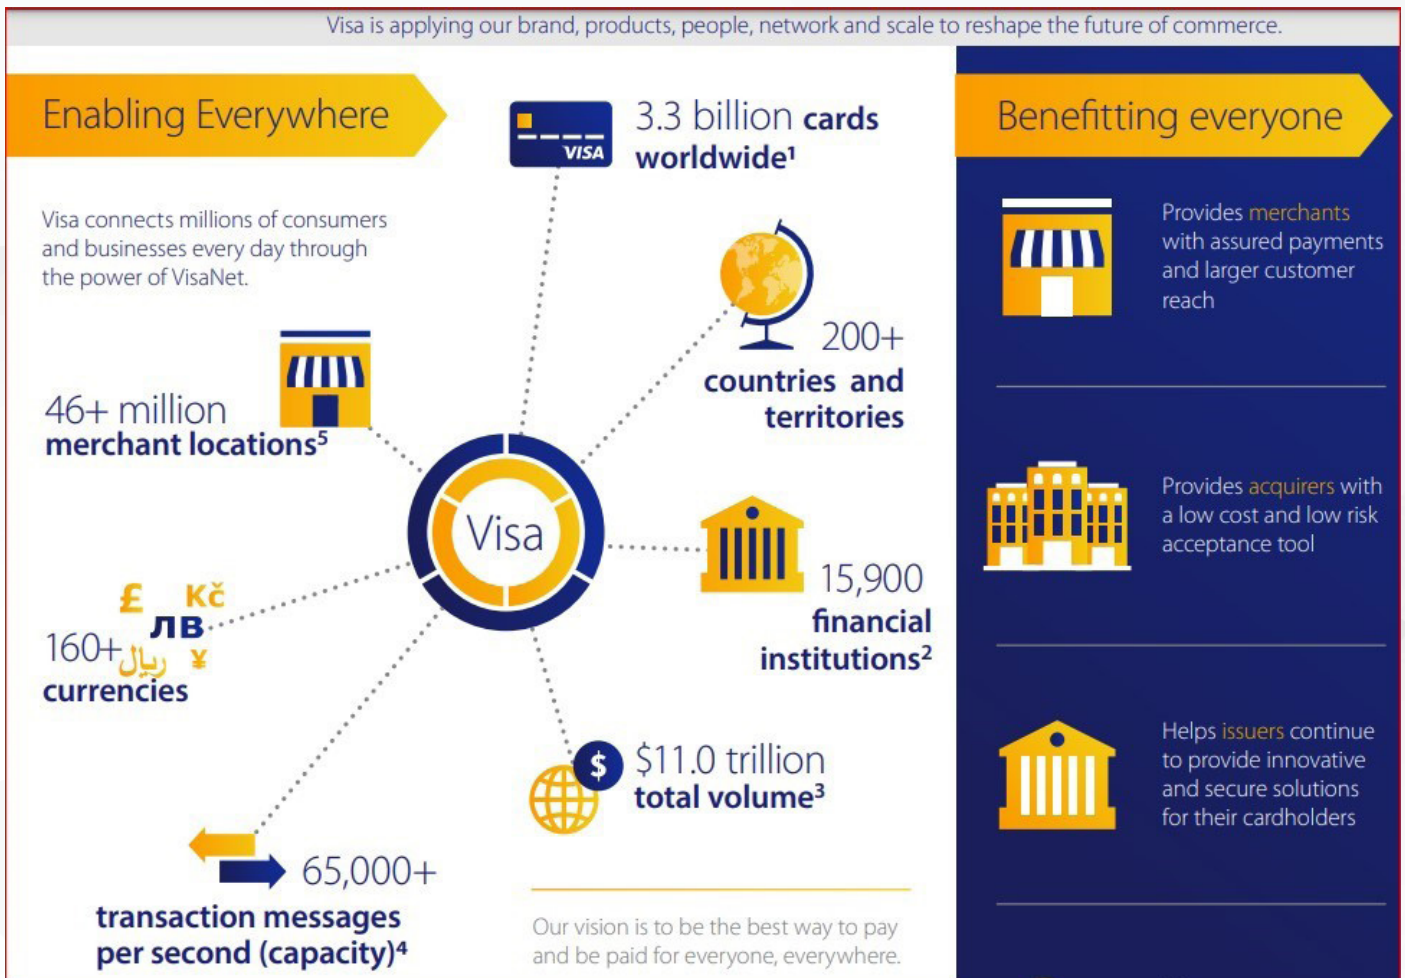 Visa is applying our brand, products, people, network and scale to reshape the future of commerce.
Enabling Everywhere
Visa connects millions of consumers
and businesses every day through
the power of VisaNet.
VISA
3.3 billion cards
worldwide¹
200+
countries and
territories
46+ million
merchant locations⁵
Visa
15,900
financial
institutions²
£ Kč
лв
ریال ¥
160+
currencies
$
$11.0 trillion
total volume³
65,000+
transaction messages
per second (capacity)⁴
Our vision is to be the best way to pay
and be paid for everyone, everywhere.
Benefitting everyone
Provides merchants
with assured payments
and larger customer
reach
Provides acquirers with
a low cost and low risk
acceptance tool
Helps issuers continue
to provide innovative
and secure solutions
for their cardholders